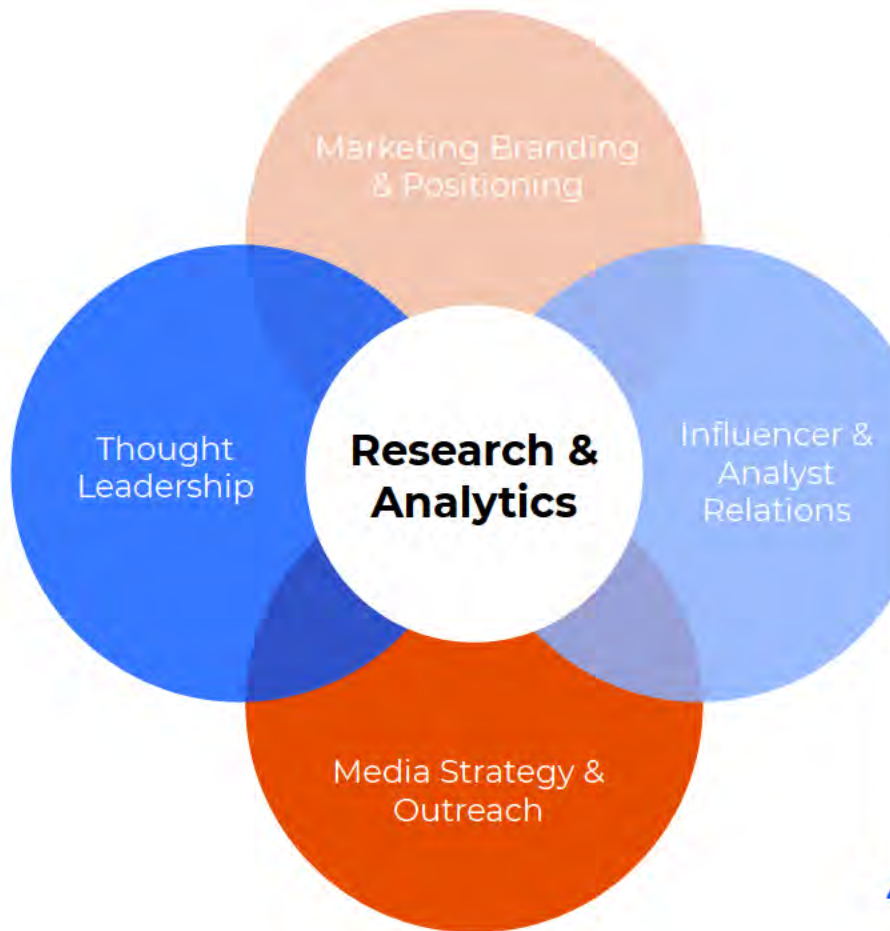 Marketing Branding
& Positioning
Thought
Leadership
Research &
Analytics
Influencer &
Analyst
Relations
Media Strategy &
Outreach